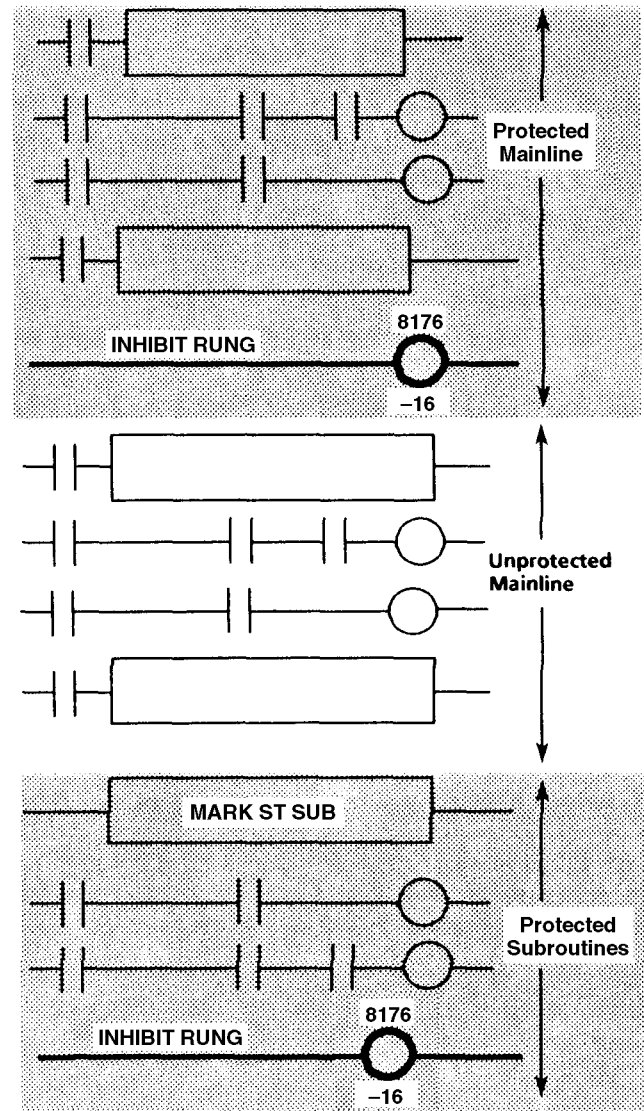 Protected
Mainline
8176
INHIBIT RUNG
–16
Unprotected
Mainline
MARK ST SUB
Protected
Subroutines
8176
INHIBIT RUNG
–16